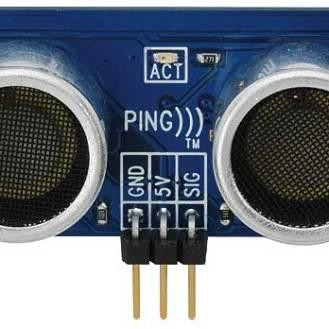 ACT
PING)))
TM
GND
5V
SIG